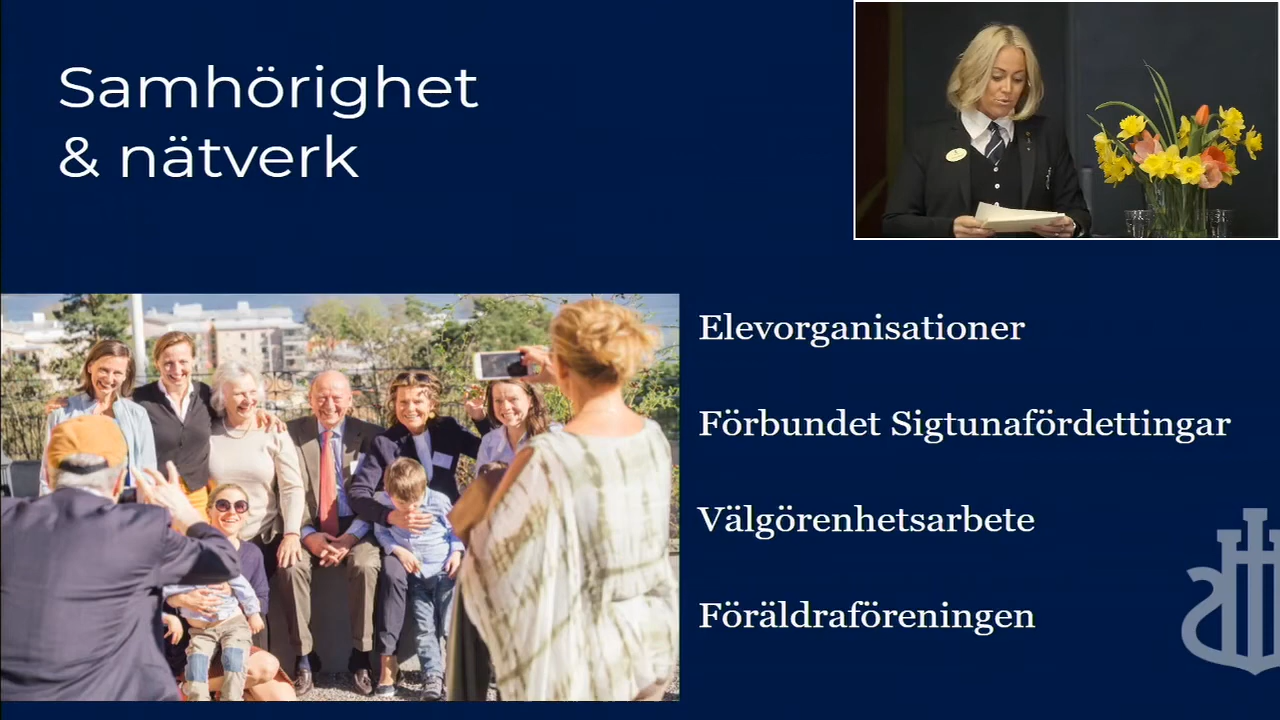 Samhörighet
& nätverk
Elevorganisationer
Förbundet Sigtunafördettingar
Välgörenhetsarbete
Föräldraföreningen